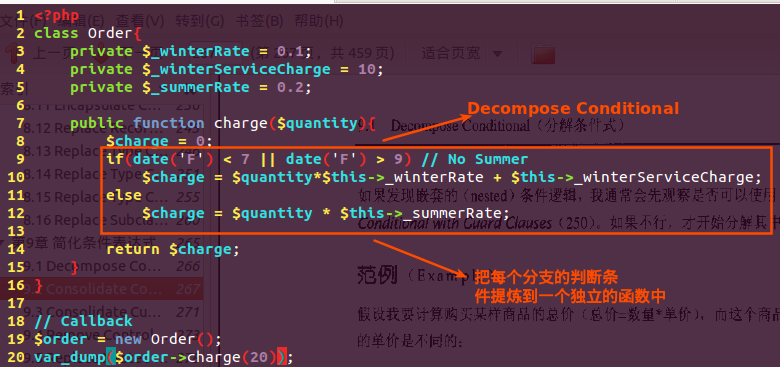 1 <?php
2 class Order{
3 private $_winterRate = 0.1;
4 private $_winterServiceCharge = 10;
5 private $_summerRate = 0.2;
6
7 public function charge($quantity){
8 $charge = 0;
9 if(date('F') < 7 || date('F') > 9) // No Summer
10 $charge = $quantity*$this->_winterRate + $this->_winterServiceCharge;
11 else
12 $charge = $quantity * $this->_summerRate;
13
14 return $charge;
15 }
16 }
17
18 // Callback
19 $order = new Order();
20 var_dump($order->charge(20));
Decompose Conditional
把每个分支的判断条
件提炼到一个独立的函数中
查看(V) 转到(G) 书签(B) 帮助(H)
共 459 页) 适合页宽
8.12 Replace
8.13 Replace
8.14 Replace Type
8.15 Replace Type 255
8.16 Replace Subcl
第9章 简化条件表达式
9.1 Decompose Co... 266
9.2 Consolidate Co... 267
9.3 Consolidate Cu... 271
Decompose Conditional(分解条件式)
如果发现嵌套的(nested)条件逻辑,我通常会先观察是否可以使用
Conditional with Guard Clauses(250)。如果不行,才开始分解其中
范例(Examp
假设我要计算购买某样商品的总价(总价=数量*单价),而这个商品
的单价是不同的: